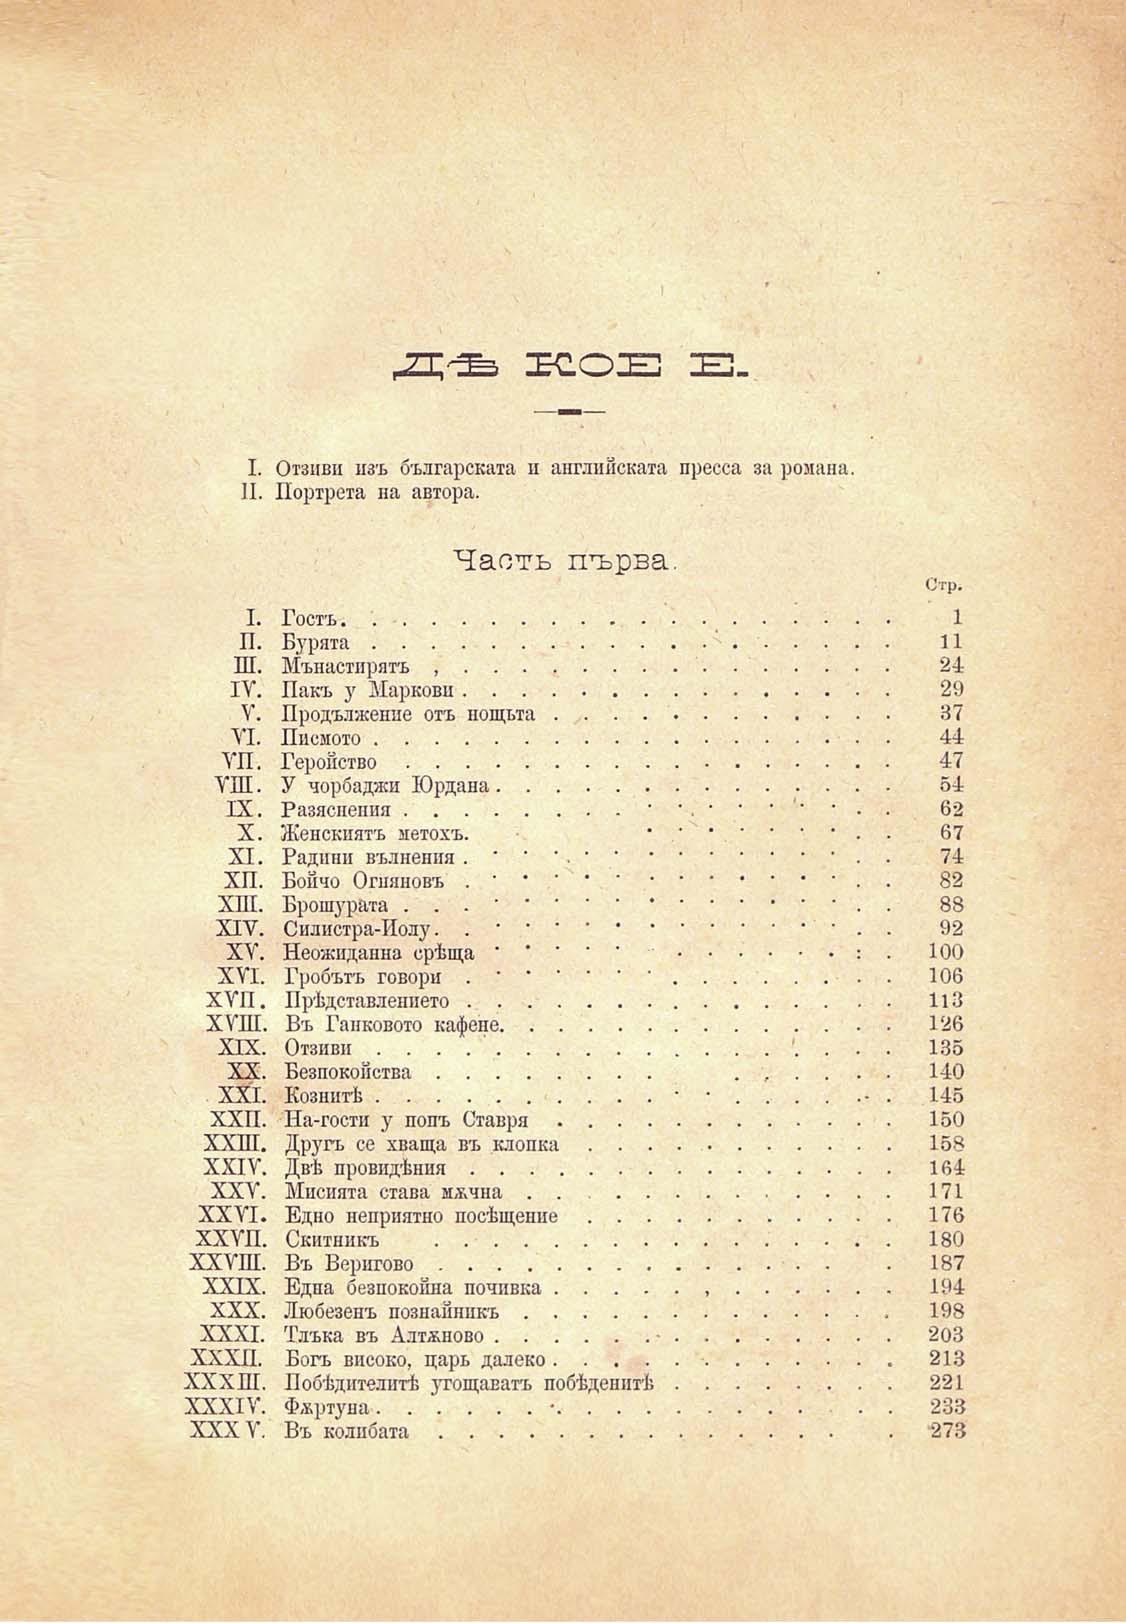 ДѢ КОЕ Е.
I. Отзиви изъ българската и английската пресса за романа.
II. Портрета на автора.
Часть първа.
Стр.
I. Гость. 1
II. Бурята 11
III. Мънастирятъ 24
IV. Пакъ у Маркови 29
V. Продължение отъ нощьта 37
VI. Писмото 44
VII. Геройство 47
VIII. У чорбаджи Юрдана 54
IX. Разяснения 62
X. Женскиятъ метохъ. 67
XI. Радини вълнения 74
XII. Бойчо Огняновъ 82
XIII. Брошурата 88
XIV. Силистра-Иолу. 92
XV. Неожиданна срѣща 100
XVI. Гробътъ говори 106
XVII. Прѣдставлението 113
XVIII. Въ Ганковото кафене. 126
XIX. Отзиви 135
XX. Безпокойства 140
XXI. Кознитѣ 145
XXII. На-гости у попъ Ставря 150
XXIII. Другъ се хваща въ клопка 158
XXIV. Двѣ провидѣния 164
XXV. Мисията става мѫчна 171
XXVI. Едно неприятно посѣщение 176
XXVII. Скитникъ 180
XXVIII. Въ Веригово 187
XXIX. Една безпокойна почивка 194
XXX. Любезенъ познайникъ 198
XXXI. Тлъка въ Алтѫново 203
XXXII. Богъ високо, царь далеко 213
XXXIII. Побѣдителитѣ угощаватъ побѣденитѣ 221
XXXIV. Фѫртуна 233
XXXV. Въ колибата 273